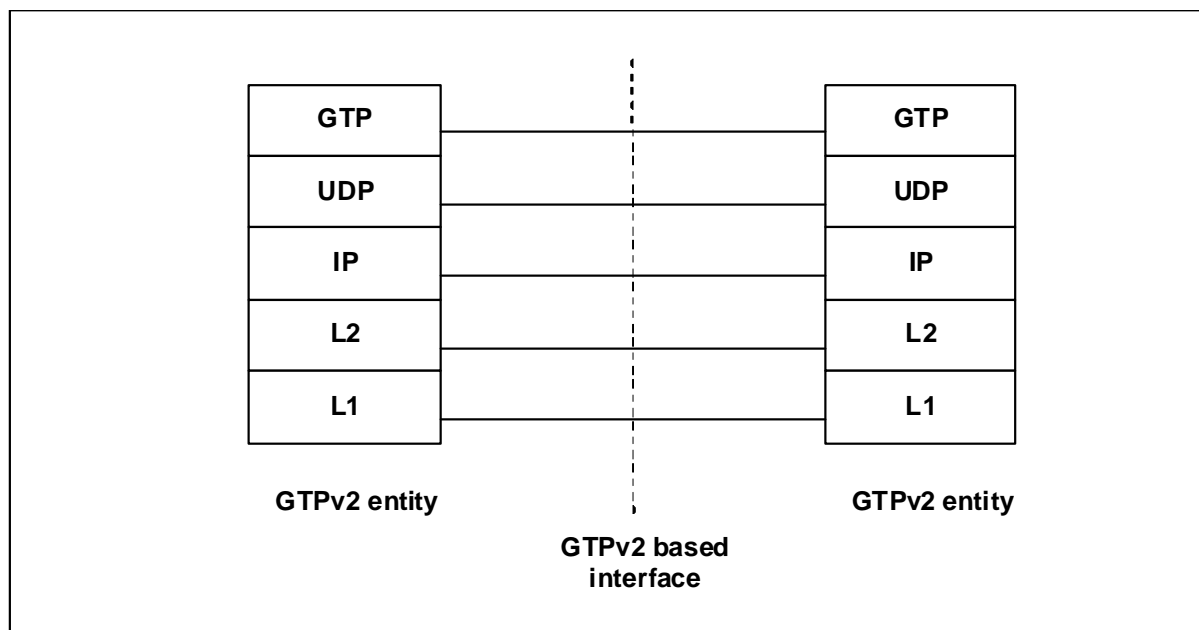 GTP
GTP
UDP
UDP
IP
IP
L2
L2
L1
L1
GTPv2 entity
GTPv2 entity
GTPv2 based
interface